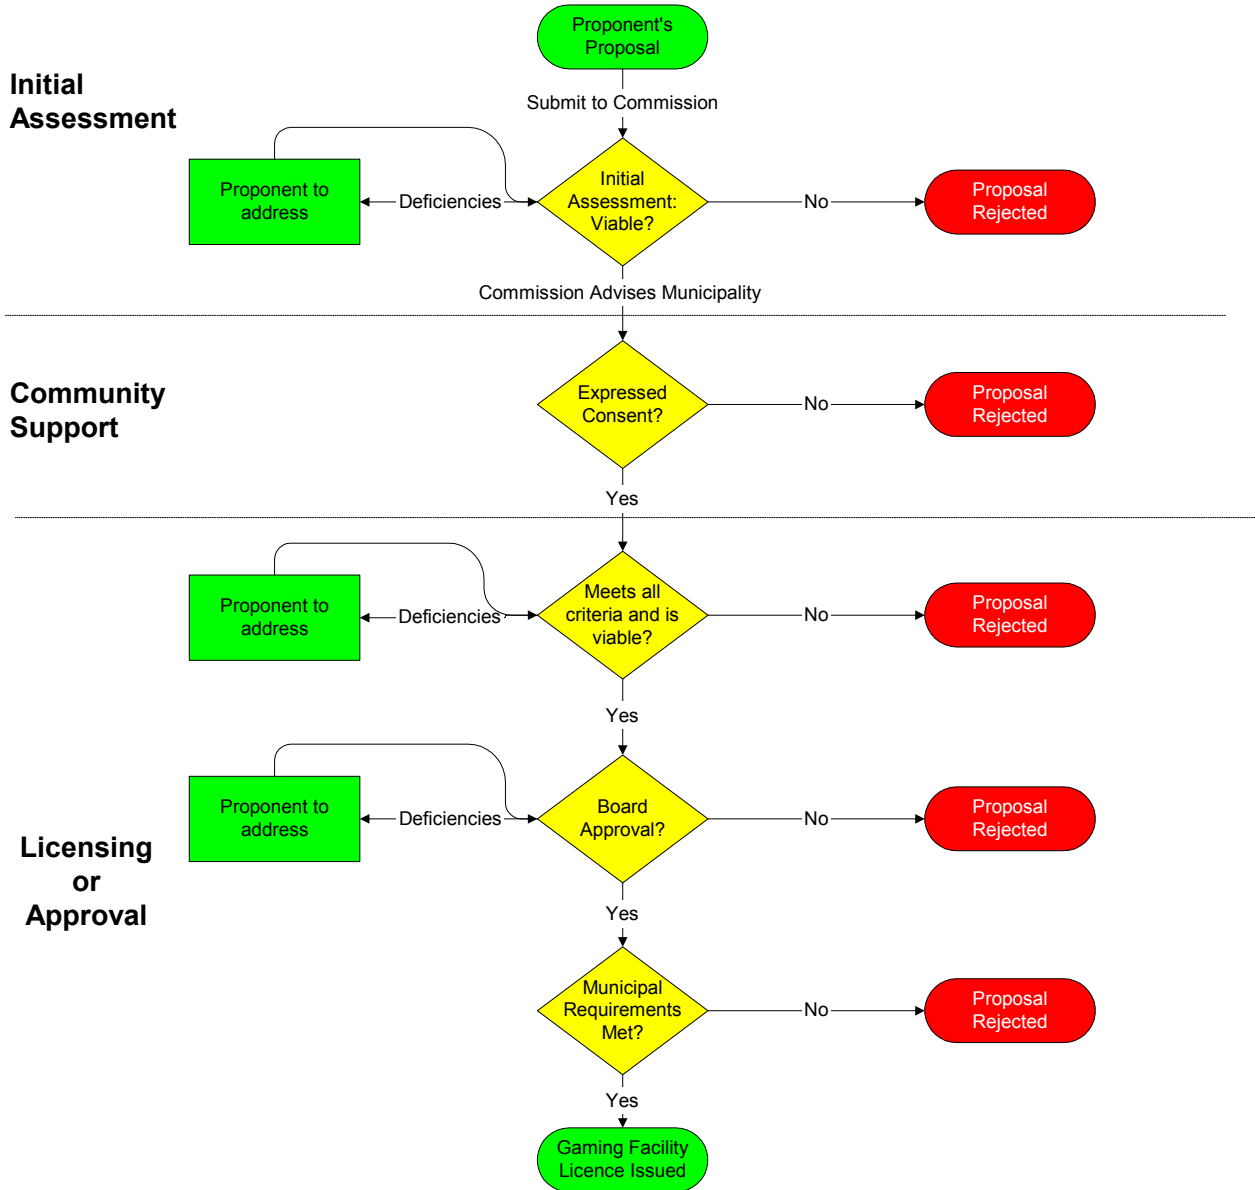 Proponent's
Proposal
Initial
Assessment
Submit to Commission
Proponent to
address
Deficiencies
Initial
Assessment:
Viable?
No
Proposal
Rejected
Commission Advises Municipality
Community
Support
Expressed
Consent?
No
Proposal
Rejected
Yes
Proponent to
address
Deficiencies
Meets all
criteria and is
viable?
No
Proposal
Rejected
Yes
Licensing
or
Approval
Proponent to
address
Deficiencies
Board
Approval?
No
Proposal
Rejected
Yes
Municipal
Requirements
Met?
No
Proposal
Rejected
Yes
Gaming Facility
Licence Issued